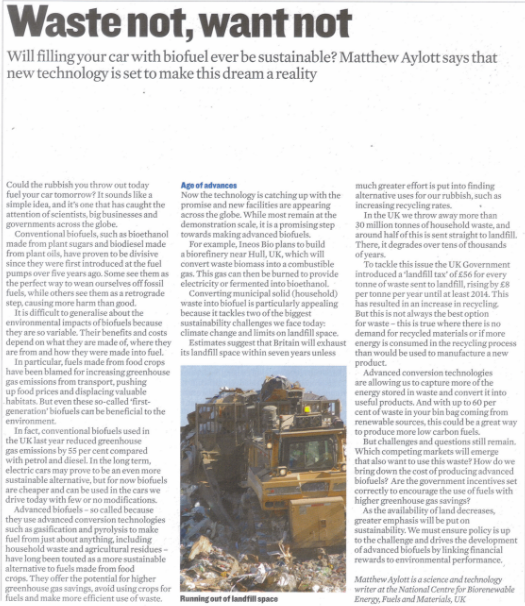 Waste not, want not
Will filling your car with biofuel ever be sustainable? Matthew Aylott says that
new technology is set to make this dream a reality
Could the rubbish you throw out today
fuel your car tomorrow? It sounds like a
simple idea, and it's one that has caught the
attention of scientists, big businesses and
governments across the globe.
Conventional biofuels, such as bioethanol
made from plant sugars and biodiesel made
from plant oils, have proven to be divisive
since they were first introduced at the fuel
pumps over five years ago. Some see them as
the perfect way to wean ourselves off fossil
fuels, while others see them as a retrograde
step, causing more harm than good.
It is difficult to generalise about the
environmental impacts of biofuels because
they are so variable. Their benefits and costs
depend on what they are made of, where they
are from and how they were made into fuel.
In particular, fuels made from food crops
have been blamed for increasing greenhouse
gas emissions from transport, pushing
up food prices and displacing valuable
habitats. But even these so-called 'first-
generation' biofuels can be beneficial to the
environment.
In fact, conventional biofuels used in
the UK last year reduced greenhouse
gas emissions by 55 per cent compared
with petrol and diesel. In the long term,
electric cars may prove to be an even more
sustainable alternative, but for now biofuels
are cheaper and can be used in the cars we
drive today with few or no modifications.
Advanced biofuels – so called because
they use advanced conversion technologies
such as gasification and pyrolysis to make
fuel from just about anything, including
household waste and agricultural residues –
have long been touted as a more sustainable
alternative to fuels made from food
crops. They offer the potential for higher
greenhouse gas savings, avoid using crops for
fuels and make more efficient use of waste.
Age of advances
Now the technology is catching up with the
promise and new facilities are appearing
across the globe. While most remain at the
demonstration scale, it is a promising step
towards making advanced biofuels.
For example, Ineos Bio plans to build
a biorefinery near Hull, UK, which will
convert waste biomass into a combustible
gas. This gas can then be burned to provide
electricity or fermented into bioethanol.
Converting municipal solid (household)
waste into biofuel is particularly appealing
because it tackles two of the biggest
sustainability challenges we face today:
climate change and limits on landfill space.
Estimates suggest that Britain will exhaust
its landfill space within seven years unless
Running out of landfill space
much greater effort is put into finding
alternative uses for our rubbish, such as
increasing recycling rates.
In the UK we throw away more than
30 million tonnes of household waste, and
around half of this is sent straight to landfill.
There, it degrades over tens of thousands
of years.
To tackle this issue the UK Government
introduced a 'landfill tax' of £56 for every
tonne of waste sent to landfill, rising by £8
per tonne per year until at least 2014. This
has resulted in an increase in recycling.
But this is not always the best option
for waste – this is true where there is no
demand for recycled materials or if more
energy is consumed in the recycling process
than would be used to manufacture a new
product.
Advanced conversion technologies
are allowing us to capture more of the
energy stored in waste and convert it into
useful products. And with up to 60 per
cent of waste in your bin bag coming from
renewable sources, this could be a great way
to produce more low carbon fuels.
But challenges and questions still remain.
Which competing markets will emerge
that also want to use this waste? How do we
bring down the cost of producing advanced
biofuels? Are the government incentives set
correctly to encourage the use of fuels with
higher greenhouse gas savings?
As the availability of land decreases,
greater emphasis will be put on
sustainability. We must ensure policy is up
to the challenge and drives the development
of advanced biofuels by linking financial
rewards to environmental performance.
Matthew Aylott is a science and technology
writer at the National Centre for Biorenewable
Energy, Fuels and Materials, UK